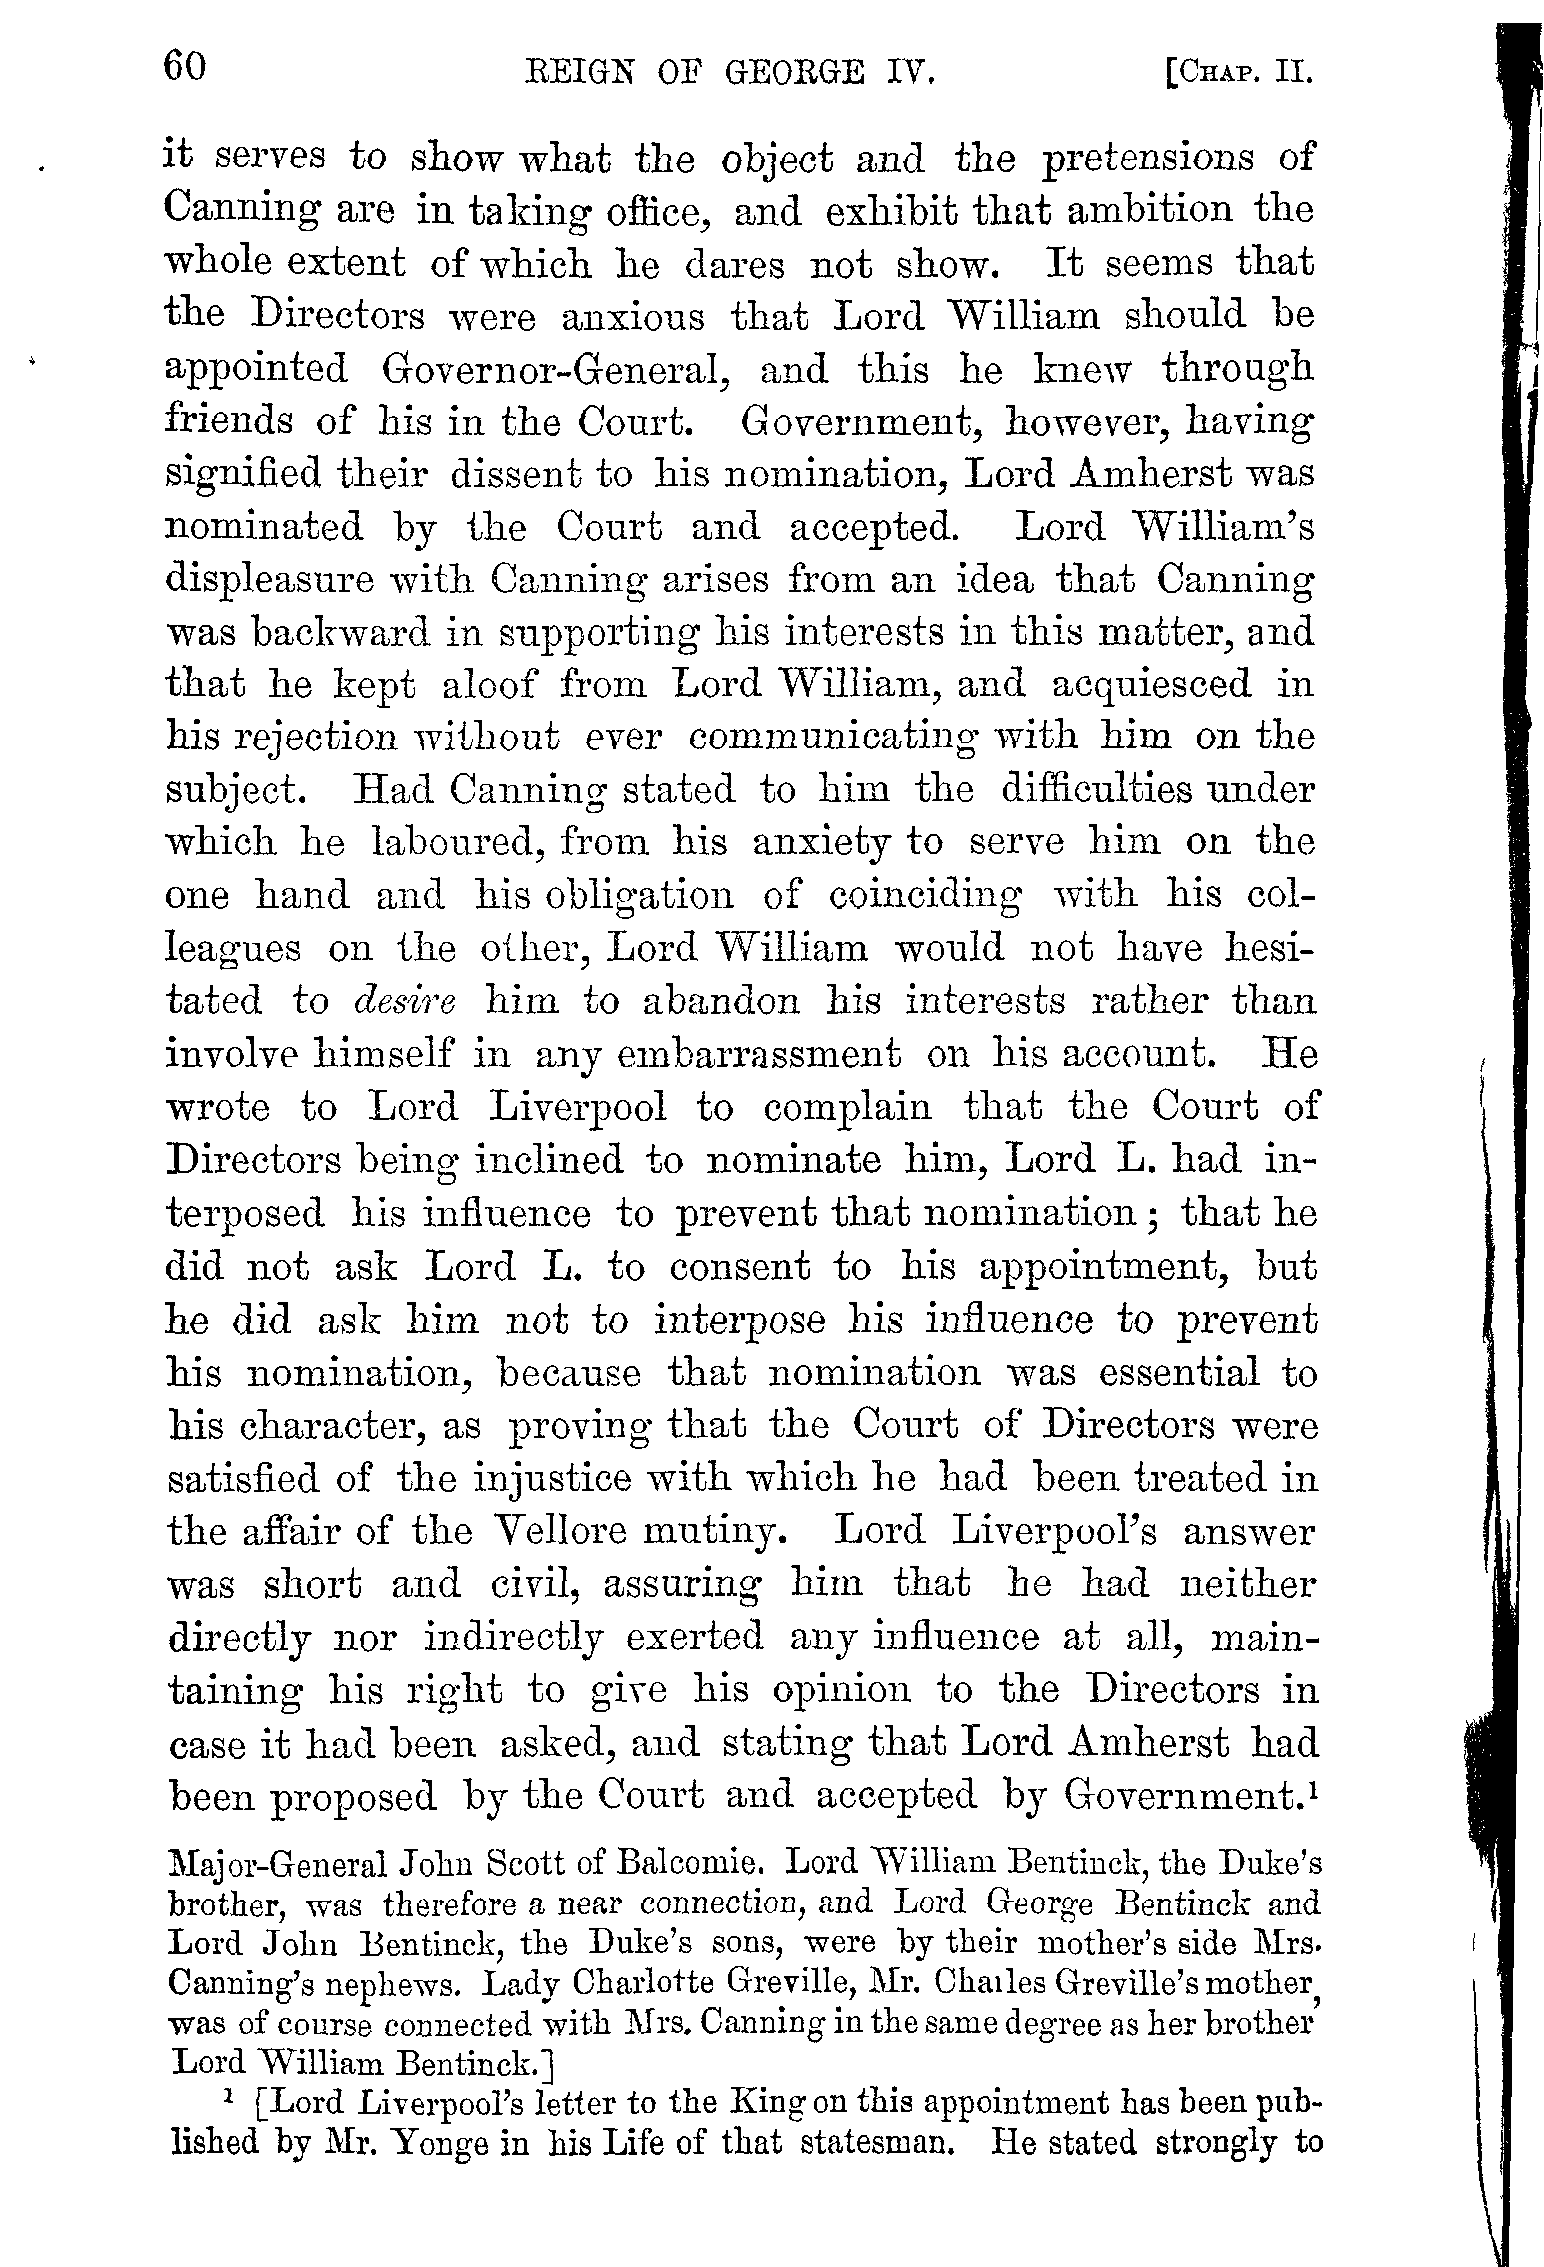 60 REIGN OF GEORGE IV. [CHAP. II.
it serves to show what the object and the pretensions of
Canning are in taking office, and exhibit that ambition the
whole extent of which he dares not show. It seems that
the Directors were anxious that Lord William should be
appointed Governor-General, and this he knew through
friends of his in the Court. Government, however, having
signified their dissent to his nomination, Lord Amherst was
nominated by the Court and accepted. Lord William's
displeasure with Canning arises from an idea that Canning
was backward in supporting his interests in this matter, and
that he kept aloof from Lord William, and acquiesced in
his rejection without ever communicating with him on the
subject. Had Canning stated to him the difficulties under
which he laboured, from his anxiety to serve him on the
one hand and his obligation of coinciding with his col-
leagues on the other, Lord William would not have hesi-
tated to desire him to abandon his interests rather than
involve himself in any embarrassment on his account. He
wrote to Lord Liverpool to complain that the Court of
Directors being inclined to nominate him, Lord L. had in-
terposed his influence to prevent that nomination; that he
did not ask Lord L. to consent to his appointment, but
he did ask him not to interpose his influence to prevent
his nomination, because that nomination was essential to
his character, as proving that the Court of Directors were
satisfied of the injustice with which he had been treated in
the affair of the Vellore mutiny. Lord Liverpool's answer
was short and civil, assuring him that he had neither
directly nor indirectly exerted any influence at all, main-
taining his right to give his opinion to the Directors in
case it had been asked, and stating that Lord Amherst had
been proposed by the Court and accepted by Government.¹
Major-General John Scott of Balcomie. Lord William Bentinck, the Duke's
brother, was therefore a near connection, and Lord George Bentinck and
Lord John Bentinck, the Duke's sons, were by their mother's side Mrs.
Canning's nephews. Lady Charlotte Greville, Mr. Charles Greville's mother,
was of course connected with Mrs. Canning in the same degree as her brother
Lord William Bentinck.]
¹ [Lord Liverpool's letter to the King on this appointment has been pub-
lished by Mr. Yonge in his Life of that statesman. He stated strongly to